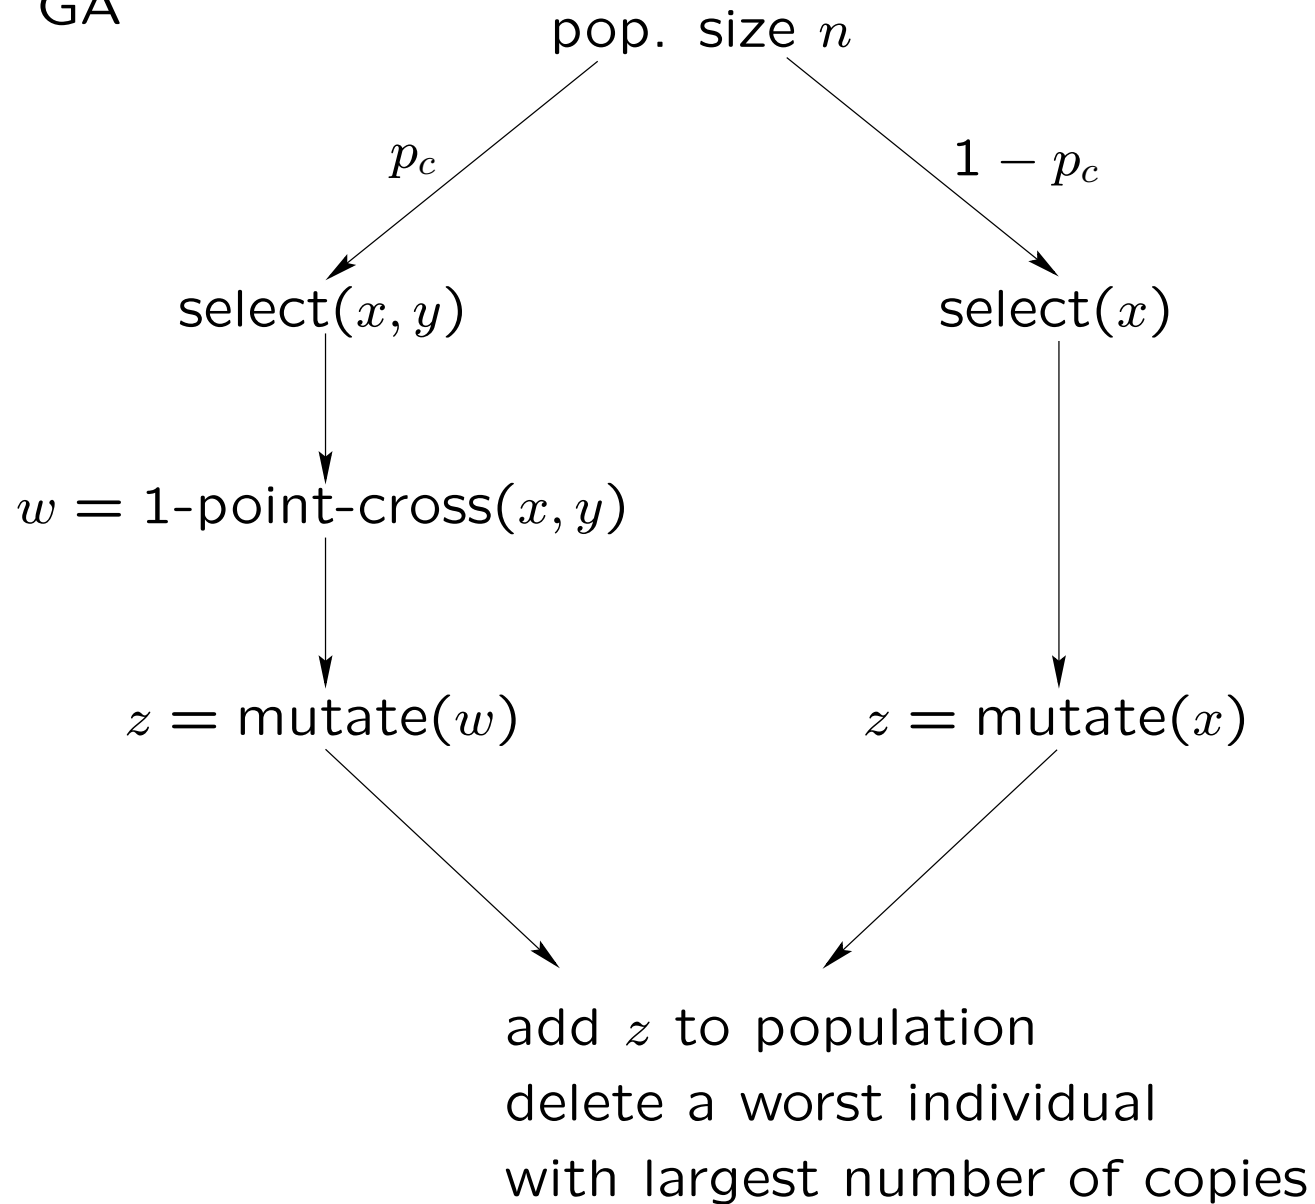 GA
pop. size n
p_c
1 − p_c
select(x, y)
select(x)
w = 1-point-cross(x, y)
z = mutate(w)
z = mutate(x)
add z to population
delete a worst individual
with largest number of copies